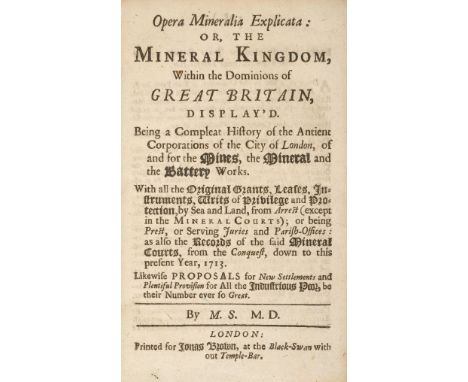 Opera Mineralia Explicata:
OR, THE
MINERAL KINGDOM,
Within the Dominions of
GREAT BRITAIN,
DISPLAY'D.
Being a Compleat History of the Antient
Corporations of the City of London, of
and for the Mines, the Mineral and
the Battery Works.
With all the Original Grants, Leases, In-
struments, Writs of Privilege and Pro-
tection, by Sea and Land, from Arrest (except
in the MINERAL COURTS); or being
Prest, or Serving Juries and Parish-Offices:
as also the Records of the said Mineral
Courts, from the Conquest, down to this
present Year, 1713.
Likewise PROPOSALS for New Settlements and
Plentiful Provision for All the Industrious Poor, be
their Number ever so Great.
By M. S. M. D.
LONDON:
Printed for Jonas Brown, at the Black-Swan with
out Temple-Bar.